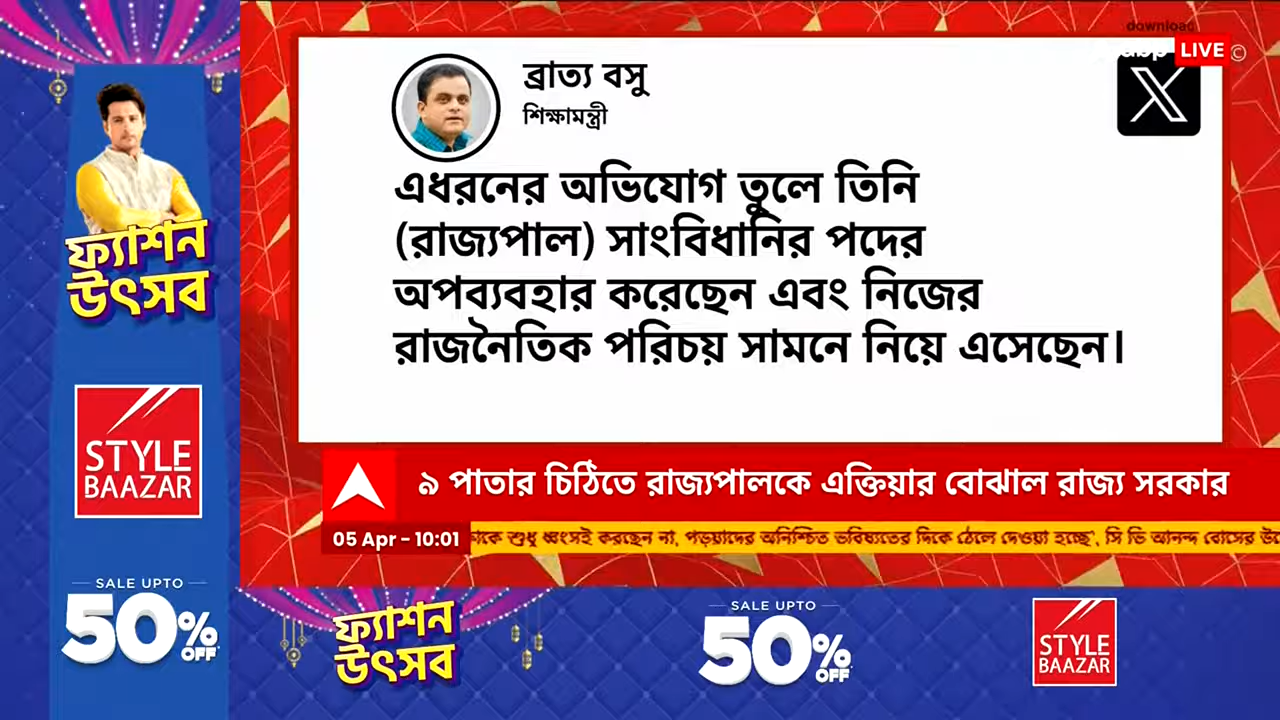 download
LIVE
©
ব্রাত্য বসু
শিক্ষামন্ত্রী
X
এধরনের অভিযোগ তুলে তিনি
(রাজ্যপাল) সাংবিধানির পদের
অপব্যবহার করেছেন এবং নিজের
রাজনৈতিক পরিচয় সামনে নিয়ে এসেছেন।
৯ পাতার চিঠিতে রাজ্যপালকে এক্তিয়ার বোঝাল রাজ্য সরকার
05 Apr - 10:01
শুধু ধ্বংসই করছেন না, পড়ুয়াদের অনিশ্চিত ভবিষ্যতের দিকে ঠেলে দেওয়া হচ্ছে', সি ভি আনন্দ বোসের
ফ্যাশন
উৎসব
STYLE
BAAZAR
SALE UPTO
50%
OFF
ফ্যাশন
উৎসব
SALE UPTO
50%
OFF
STYLE
BAAZAR